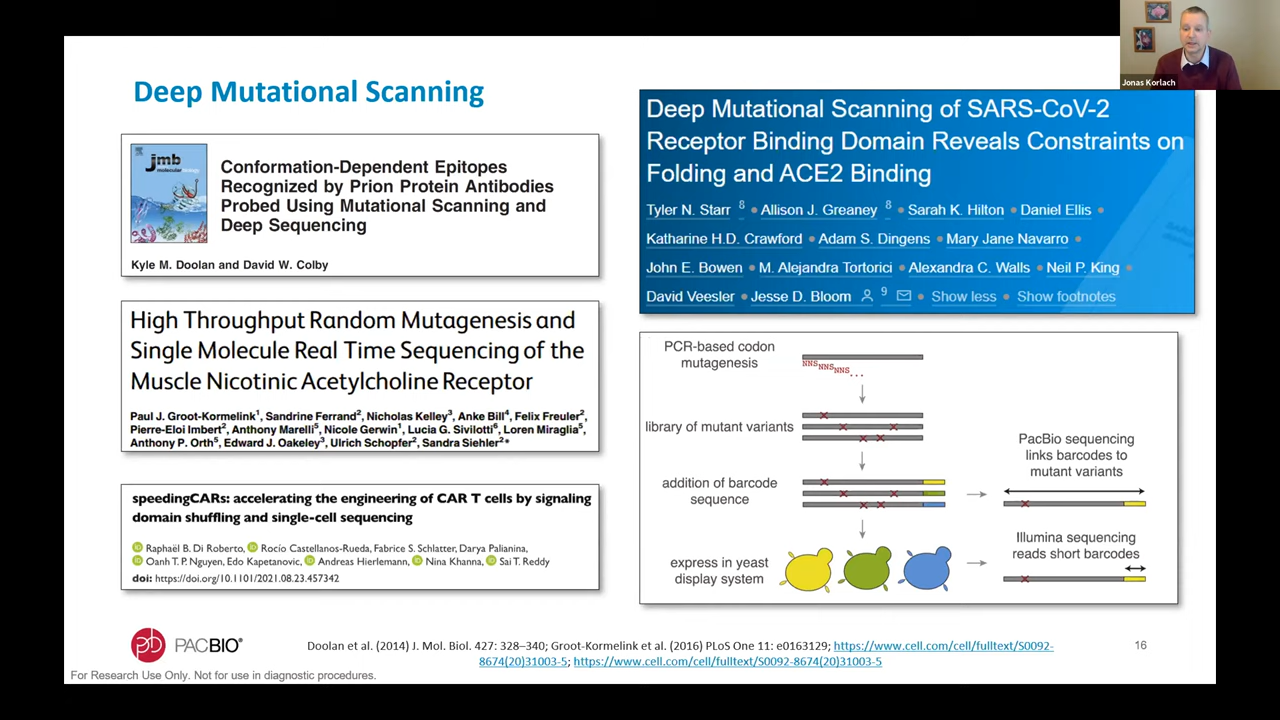 Jonas Korlach
Deep Mutational Scanning
jmb
molecular biology
Conformation-Dependent Epitopes
Recognized by Prion Protein Antibodies
Probed Using Mutational Scanning and
Deep Sequencing
Kyle M. Doolan and David W. Colby
High Throughput Random Mutagenesis and
Single Molecule Real Time Sequencing of the
Muscle Nicotinic Acetylcholine Receptor
Paul J. Groot-Kormelink1, Sandrine Ferrand2, Nicholas Kelley3, Anke Bill4, Felix Freuler2,
Pierre-Eloi Imbert2, Anthony Marelli5, Nicole Gerwin1, Lucia G. Sivilotti6, Loren Miraglia5,
Anthony P. Orth5, Edward J. Oakeley3, Ulrich Schopfer2, Sandra Siehler2*
speedingCARs: accelerating the engineering of CAR T cells by signaling
domain shuffling and single-cell sequencing
Raphaël B. Di Roberto, Rocío Castellanos-Rueda, Fabrice S. Schlatter, Darya Palianina,
Oanh T. P. Nguyen, Edo Kapetanovic, Andreas Hierlemann, Nina Khanna, Sai T. Reddy
doi: https://doi.org/10.1101/2021.08.23.457342
Deep Mutational Scanning of SARS-CoV-2
Receptor Binding Domain Reveals Constraints on
Folding and ACE2 Binding
Tyler N. Starr 8 • Allison J. Greaney 8 • Sarah K. Hilton • Daniel Ellis •
Katharine H.D. Crawford • Adam S. Dingens • Mary Jane Navarro •
John E. Bowen • M. Alejandra Tortorici • Alexandra C. Walls • Neil P. King •
David Veesler • Jesse D. Bloom 9 • Show less • Show footnotes
PCR-based codon
mutagenesis
NNS NNS NNS ...
library of mutant variants
addition of barcode
sequence
express in yeast
display system
PacBio sequencing
links barcodes to
mutant variants
Illumina sequencing
reads short barcodes
PB PACBIO®
Doolan et al. (2014) J. Mol. Biol. 427: 328–340; Groot-Kormelink et al. (2016) PLoS One 11: e0163129; https://www.cell.com/cell/fulltext/S0092-
8674(20)31003-5; https://www.cell.com/cell/fulltext/S0092-8674(20)31003-5
16
For Research Use Only. Not for use in diagnostic procedures.